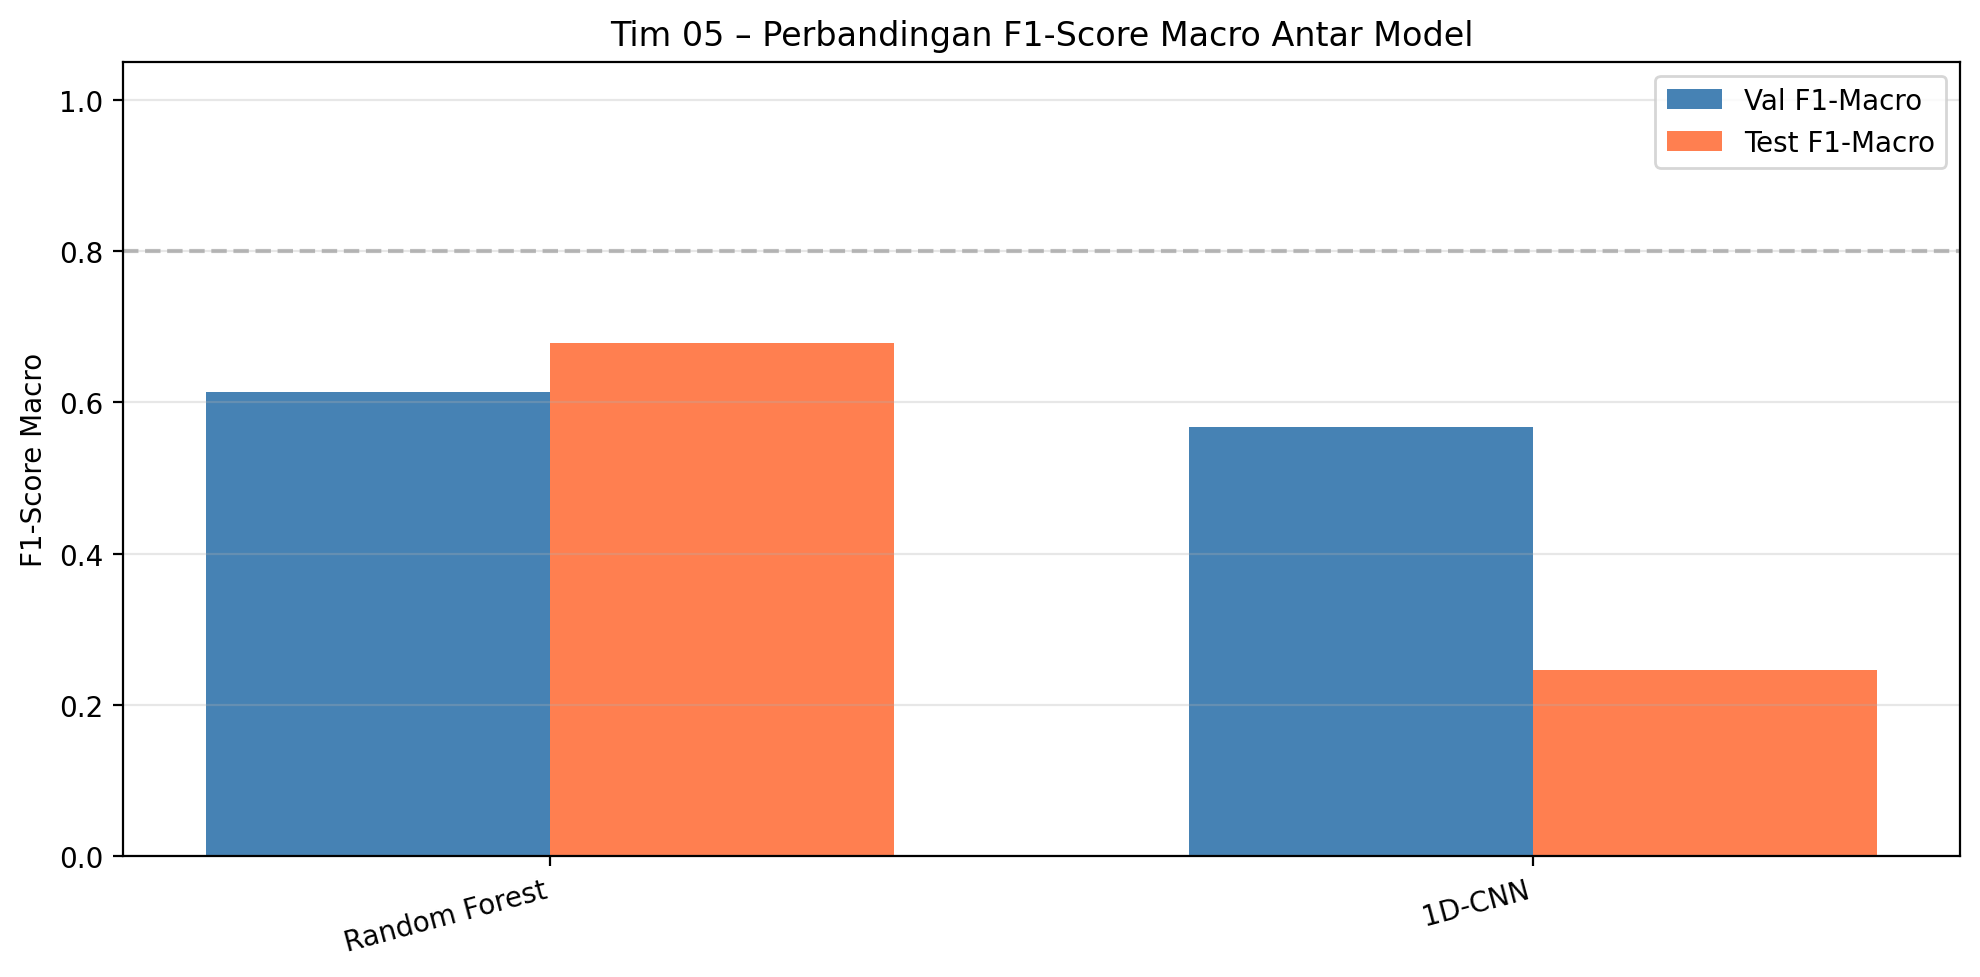 Tim 05 – Perbandingan F1-Score Macro Antar Model
Val F1-Macro
Test F1-Macro
F1-Score Macro
1.0
0.8
0.6
0.4
0.2
0.0
Random Forest
1D-CNN